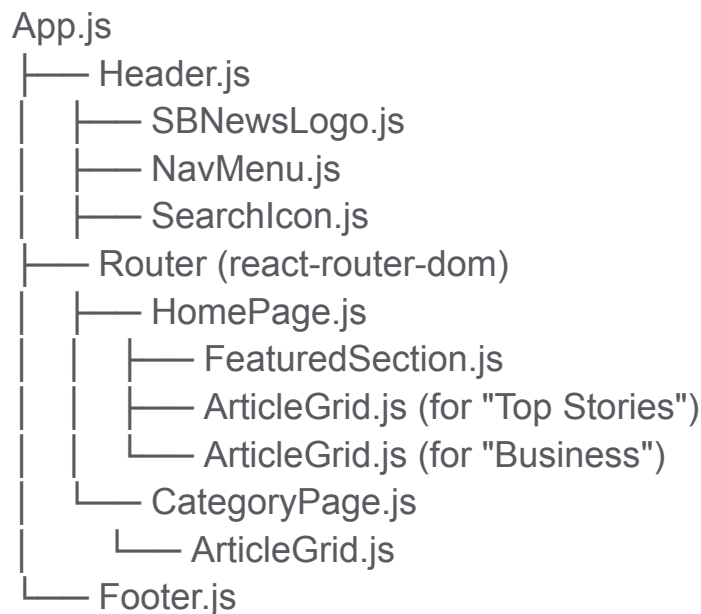 App.js
├── Header.js
│   ├── SBNewsLogo.js
│   ├── NavMenu.js
│   ├── SearchIcon.js
├── Router (react-router-dom)
│   ├── HomePage.js
│   │   ├── FeaturedSection.js
│   │   ├── ArticleGrid.js (for "Top Stories")
│   │   └── ArticleGrid.js (for "Business")
│   └── CategoryPage.js
│       └── ArticleGrid.js
└── Footer.js